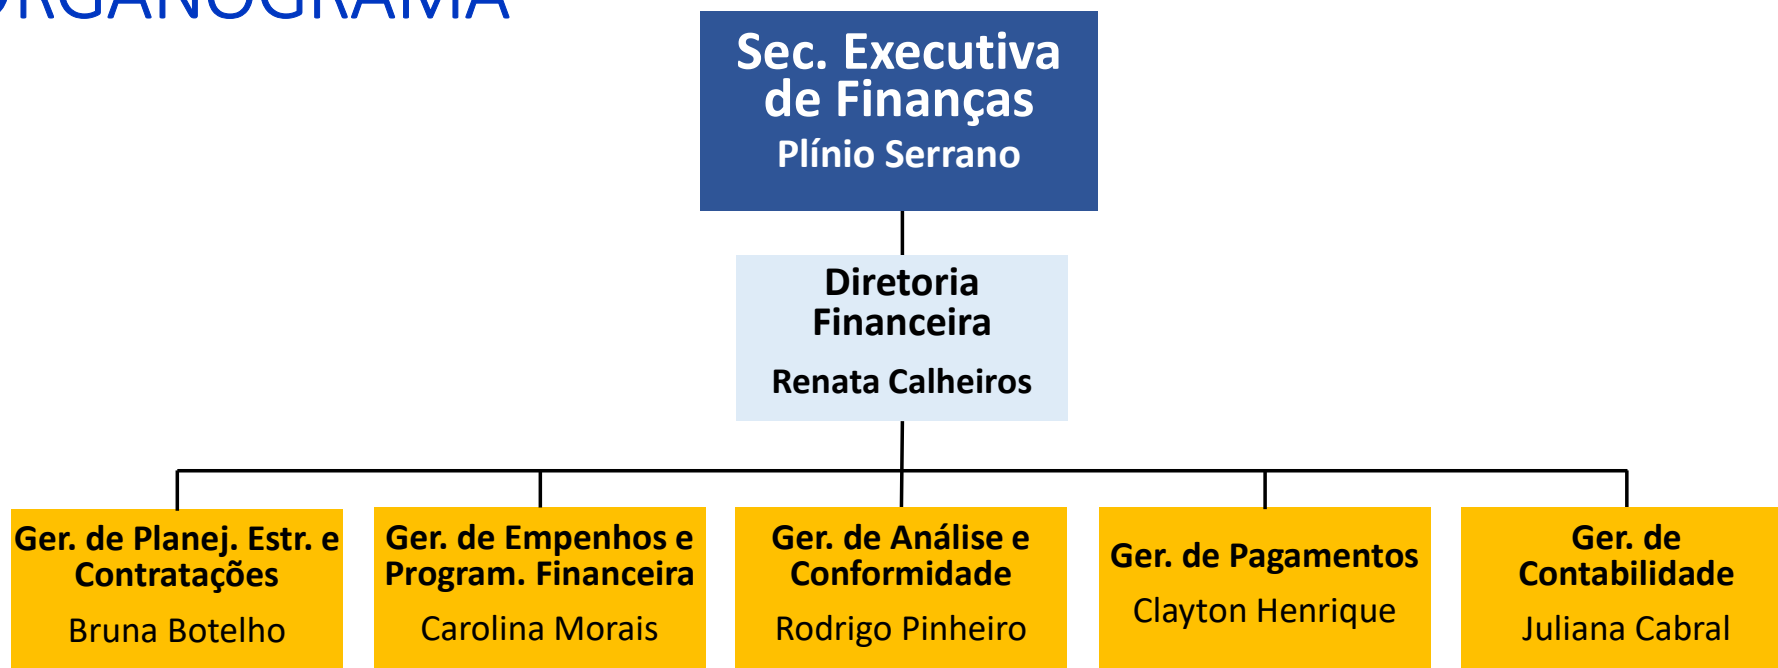 ORGANOGRAMA
Sec. Executiva
de Finanças
Plínio Serrano
Diretoria
Financeira
Renata Calheiros
Ger. de Planej. Estr. e
Contratações
Bruna Botelho
Ger. de Empenhos e
Program. Financeira
Carolina Morais
Ger. de Análise e
Conformidade
Rodrigo Pinheiro
Ger. de Pagamentos
Clayton Henrique
Ger. de
Contabilidade
Juliana Cabral